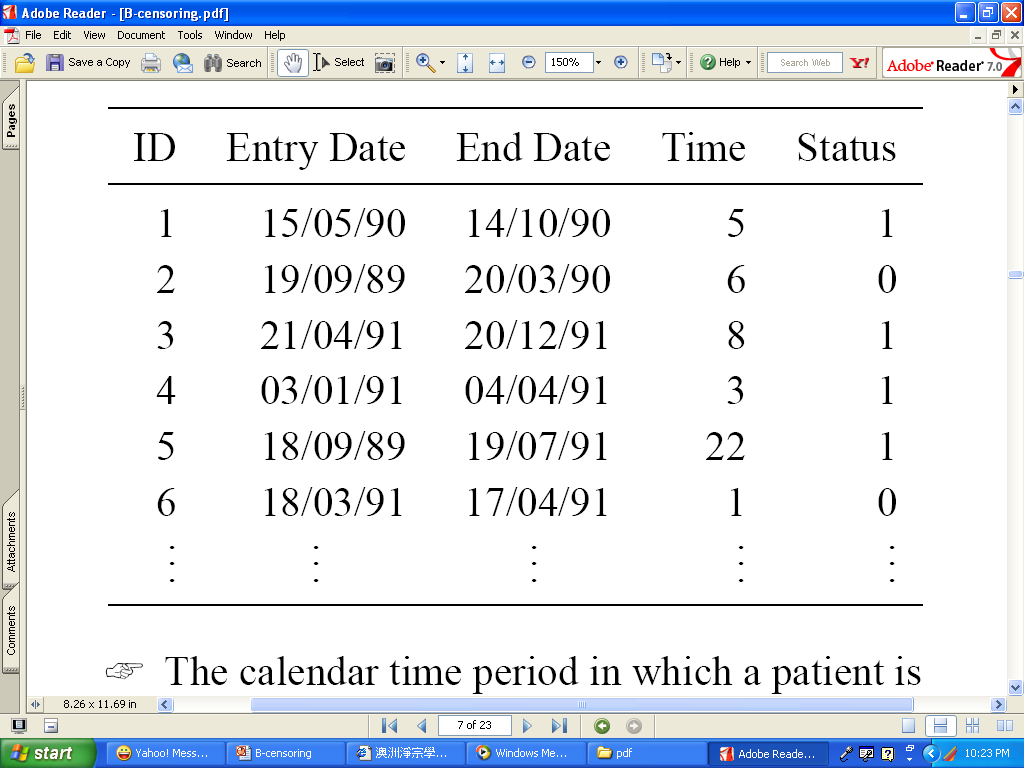 Adobe Reader - [B-censoring.pdf]
File Edit View Document Tools Window Help
Save a Copy Search Select 150% Help Search Web Y! Adobe Reader 7.0
Pages
Attachments
Comments
ID Entry Date End Date Time Status
1 15/05/90 14/10/90 5 1
2 19/09/89 20/03/90 6 0
3 21/04/91 20/12/91 8 1
4 03/01/91 04/04/91 3 1
5 18/09/89 19/07/91 22 1
6 18/03/91 17/04/91 1 0
The calendar time period in which a patient is
8.26 x 11.69 in
7 of 23
start Yahoo! Mess... B-censoring 澳洲淨宗學... Windows Me... pdf Adobe Reade... 10:23 PM